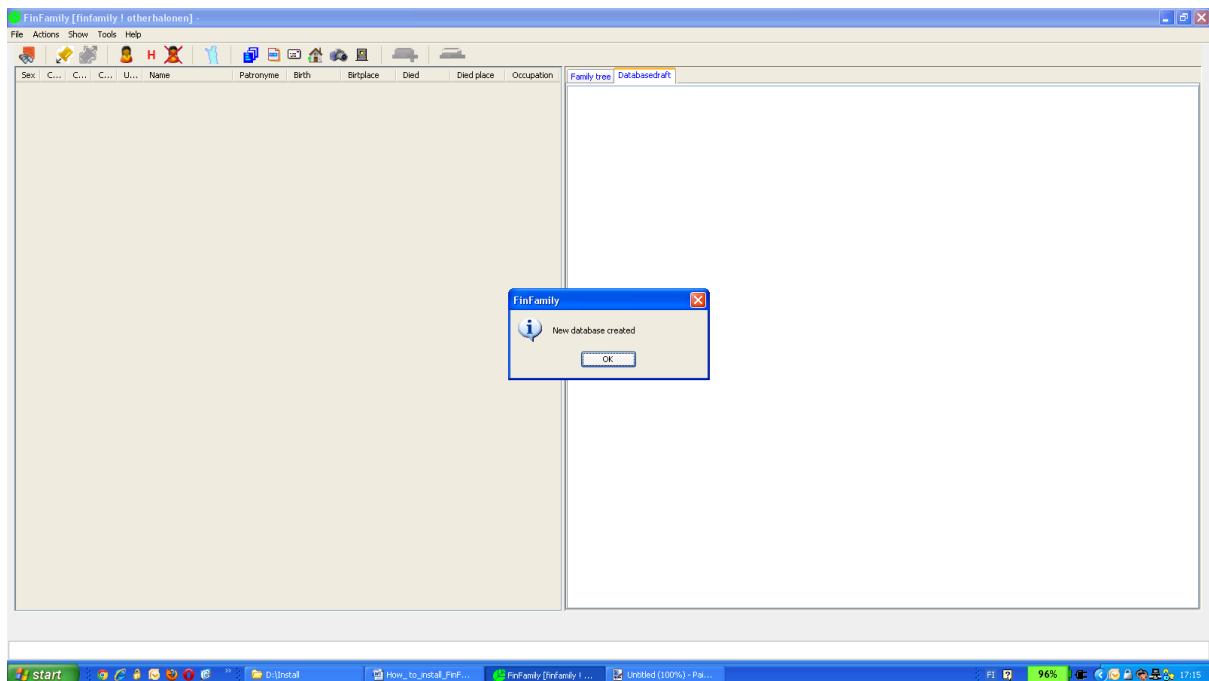 FinFamily [finfamily ! otherhalonen] -
File Actions Show Tools Help
H
Sex C... C... C... U... Name Patronyme Birth Birtplace Died Died place Occupation
Family tree Databasedraft
FinFamily
New database created
OK
start D:\Install How_to_install_FinF... FinFamily [finfamily ! ... Untitled (100%) - Pai... FI 96% 17:15